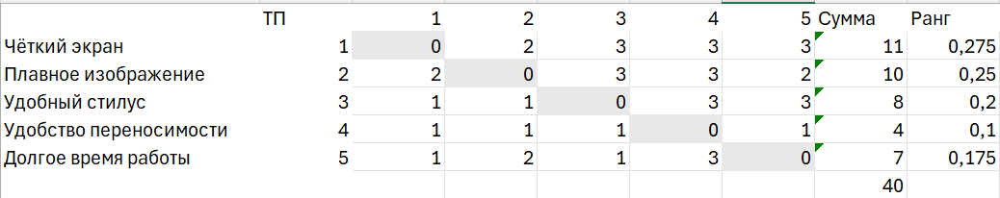 ТП 1 2 3 4 5 Сумма Ранг
Чёткий экран 1 0 2 3 3 3 11 0,275
Плавное изображение 2 2 0 3 3 2 10 0,25
Удобный стилус 3 1 1 0 3 3 8 0,2
Удобство переносимости 4 1 1 1 0 1 4 0,1
Долгое время работы 5 1 2 1 3 0 7 0,175
40